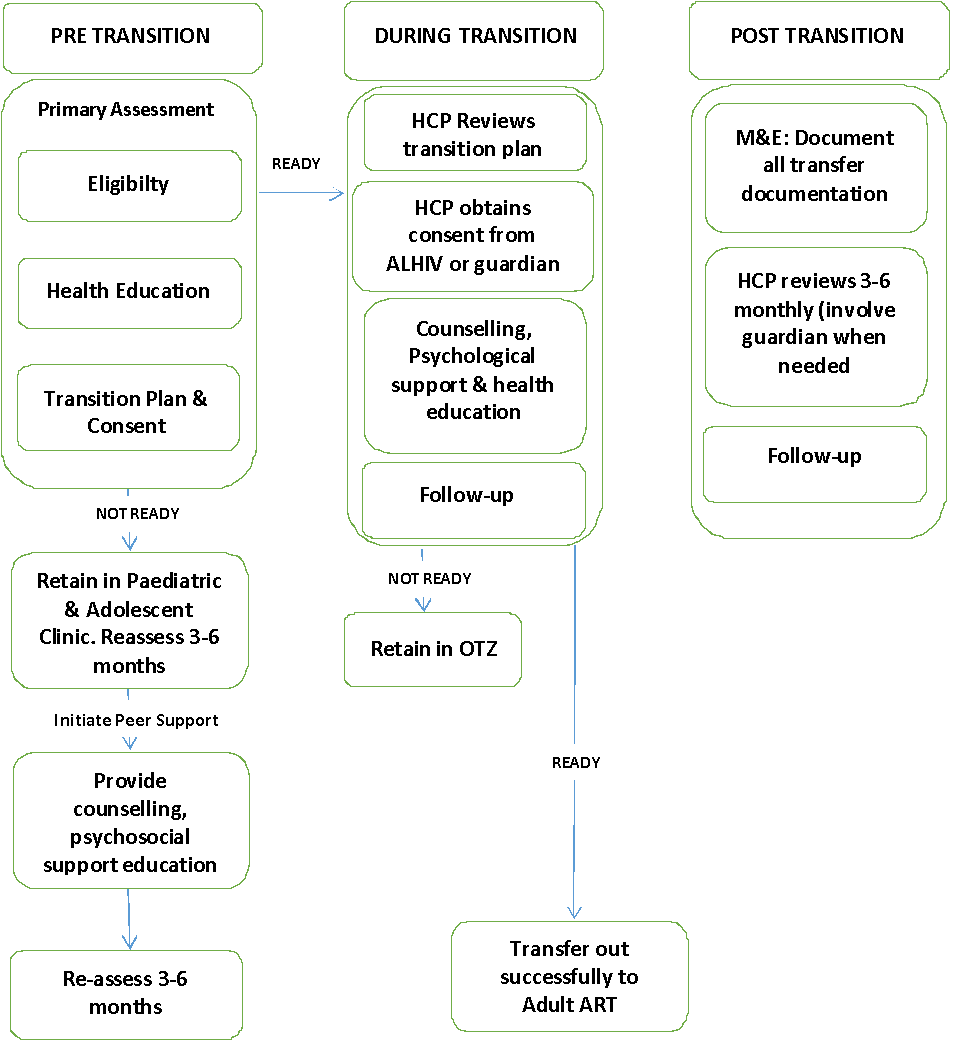 PRE TRANSITION
Primary Assessment
Eligibilty
Health Education
Transition Plan &
Consent
NOT READY
Retain in Paediatric
& Adolescent
Clinic. Reassess 3-6
months
Initiate Peer Support
Provide
counselling,
psychosocial
support education
Re-assess 3-6
months
READY
DURING TRANSITION
HCP Reviews
transition plan
HCP obtains
consent from
ALHIV or guardian
Counselling,
Psychological
support & health
education
Follow-up
NOT READY
Retain in OTZ
READY
Transfer out
successfully to
Adult ART
POST TRANSITION
M&E: Document
all transfer
documentation
HCP reviews 3-6
monthly (involve
guardian when
needed
Follow-up